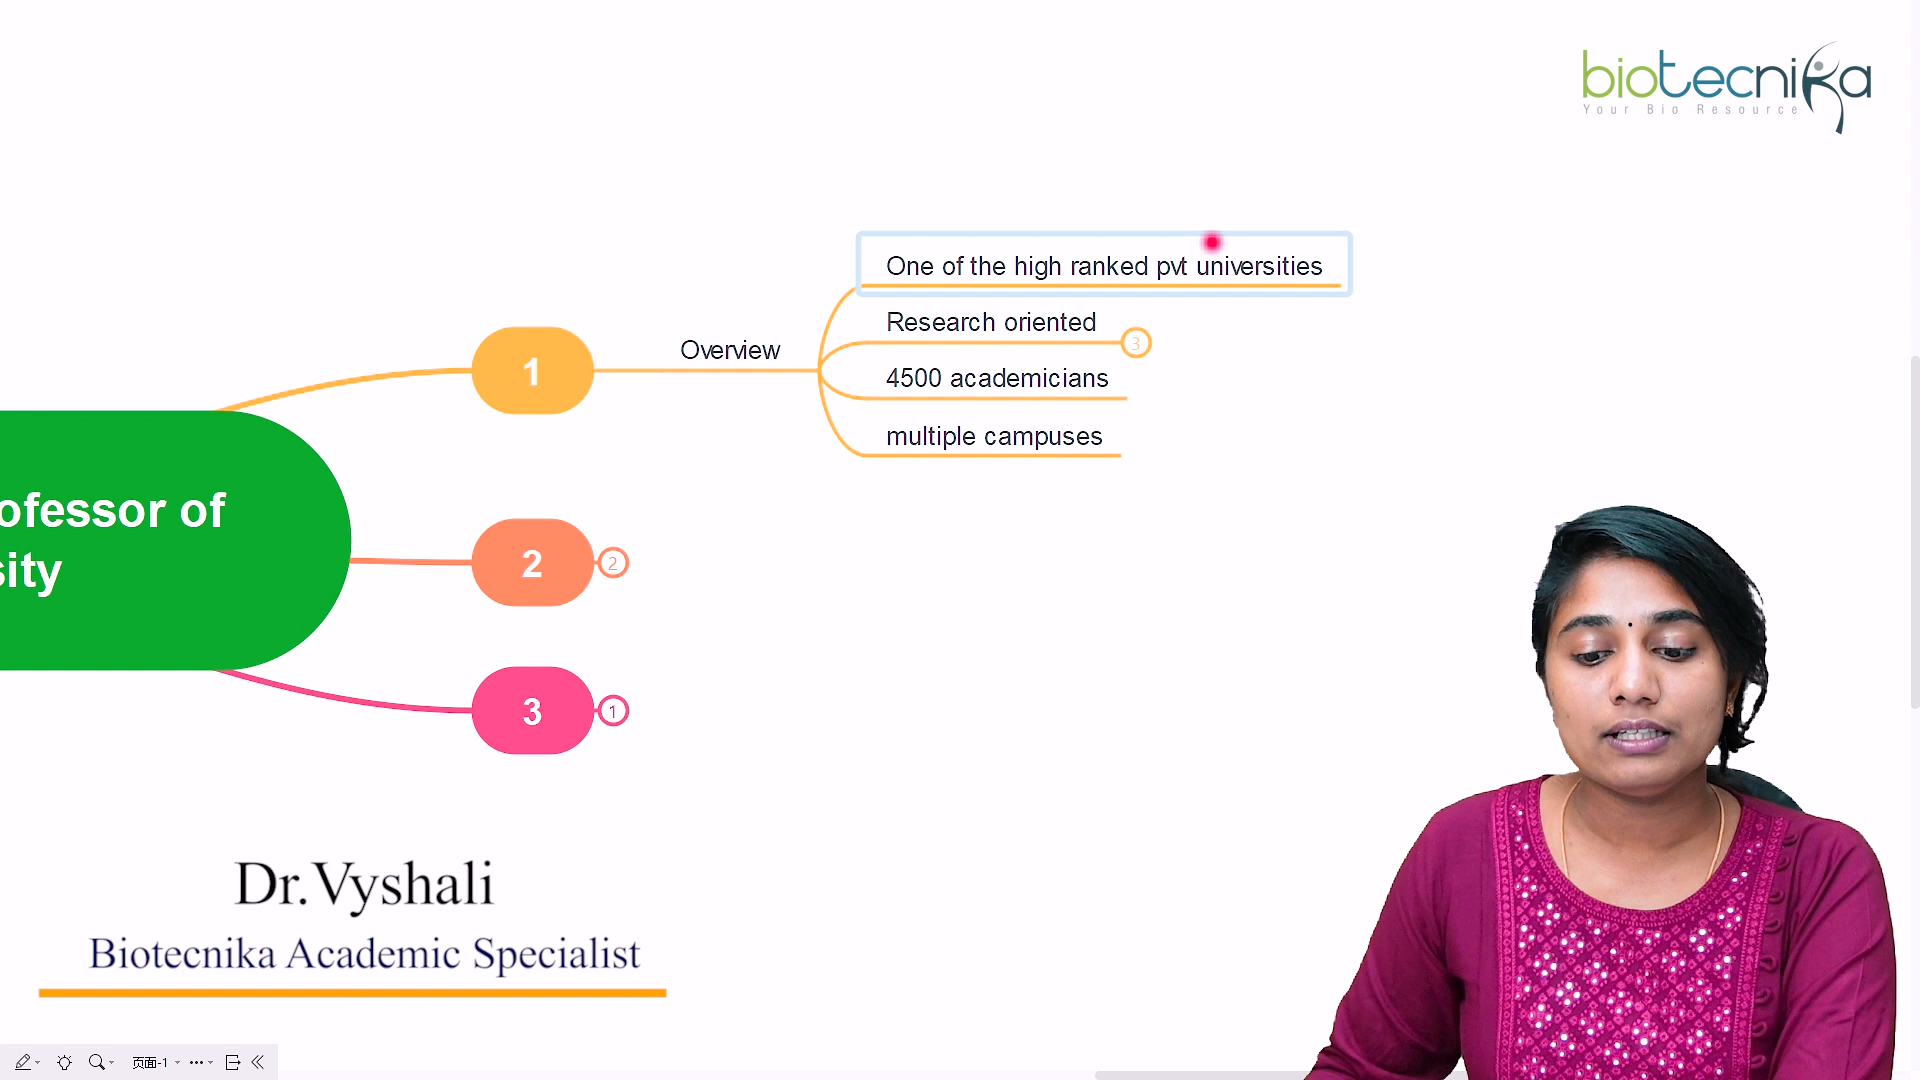 biotecnika
Your Bio Resource
One of the high ranked pvt universities
Research oriented
3
4500 academicians
multiple campuses
Overview
1
ofessor of
sity
2
2
3
1
Dr.Vyshali
Biotecnika Academic Specialist
页面-1